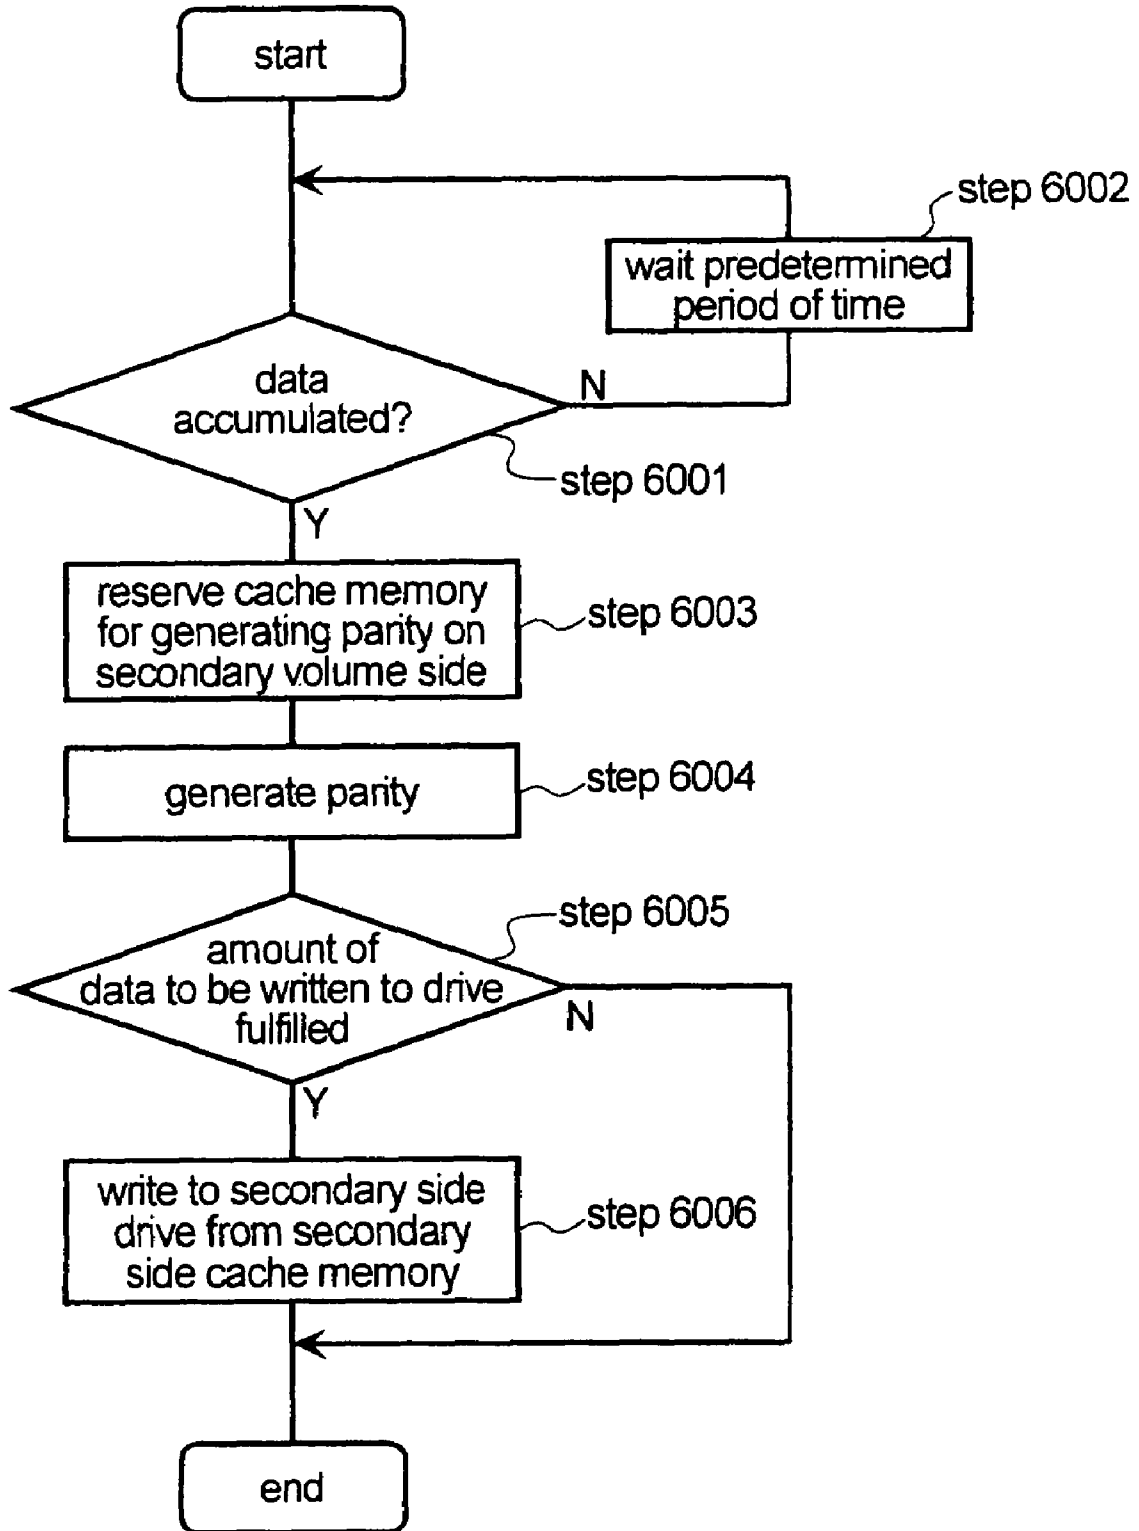 start
step 6002
wait predetermined
period of time
data
accumulated?
N
step 6001
Y
reserve cache memory
for generating parity on
secondary volume side
step 6003
generate parity
step 6004
step 6005
amount of
data to be written to drive
fulfilled
N
Y
write to secondary side
drive from secondary
side cache memory
step 6006
end